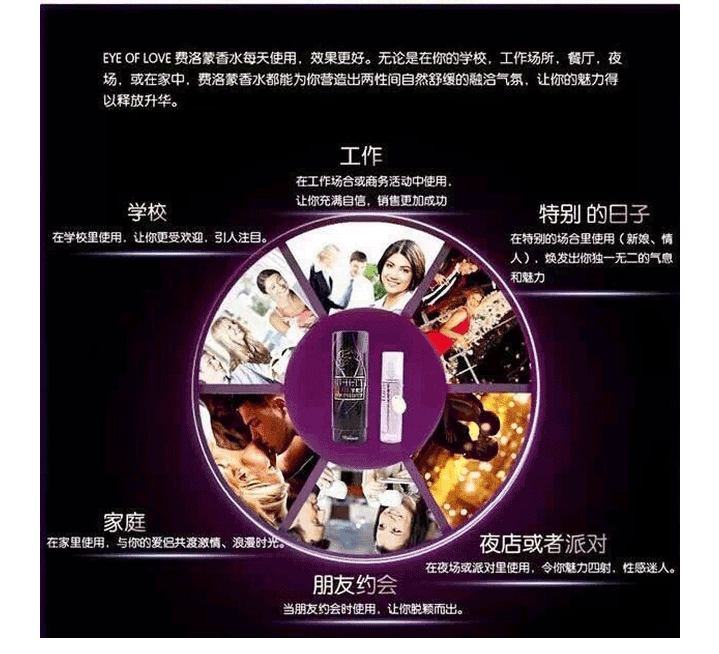 EYE OF LOVE 费洛蒙香水每天使用，效果更好。无论是在你的学校，工作场所，餐厅，夜
场，或在家中，费洛蒙香水都能为你营造出两性间自然舒缓的融洽气氛，让你的魅力得
以释放升华。
工作
在工作场合或商务活动中使用，
让你充满自信，销售更加成功
学校
在学校里使用，让你更受欢迎，引人注目。
特别 的日子
在特别的场合里使用（新娘、情
人），焕发出你独一无二的气息
和魅力
家庭
在家里使用，与你的爱侣共渡激情、浪漫时光。
夜店或者派对
在夜场或派对里使用，令你魅力四射，性感迷人。
朋友约会
当朋友约会时使用，让你脱颖而出。